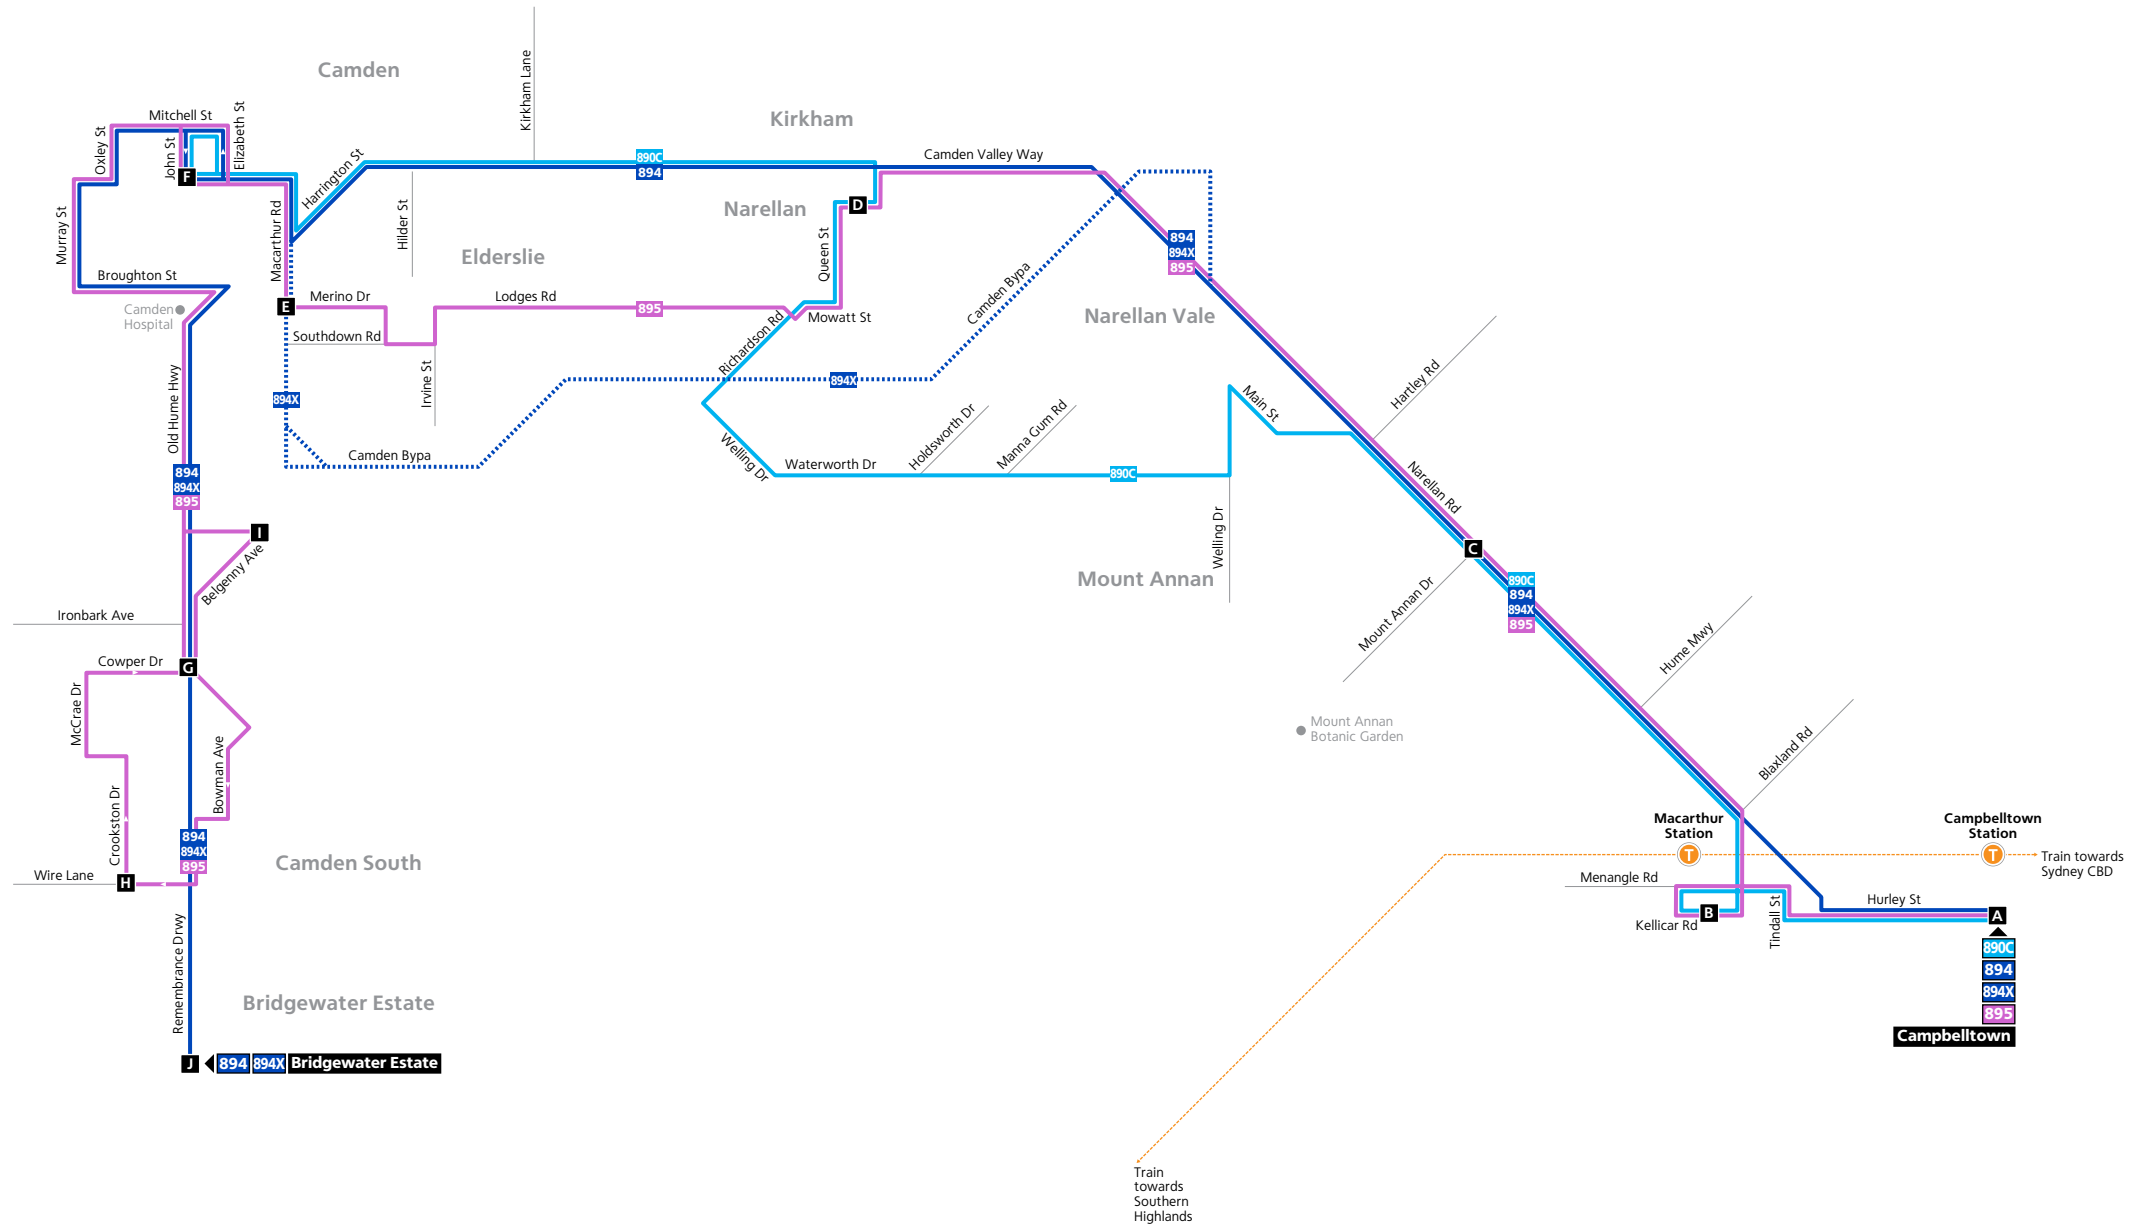 Camden
Kirkham Lane
Kirkham
Mitchell St
Oxley St
John St
Elizabeth St
F
Harrington St
890C
894
Camden Valley Way
Murray St
Macarthur Rd
Hilder St
Narellan
D
Queen St
Elderslie
894
894X
895
Broughton St
Camden
Hospital
E
Merino Dr
Lodges Rd
895
Mowatt St
Southdown Rd
Richardson Rd
Camden Bypa
Narellan Vale
Irvine St
894X
894X
Hartley Rd
Old Hume Hwy
Main St
Camden Bypa
Welling Dr
Waterworth Dr
Holdsworth Dr
Manna Gum Rd
890C
Narellan Rd
894
894X
895
I
Belgenny Ave
Welling Dr
C
Mount Annan
Mount Annan Dr
890C
894
894X
895
Ironbark Ave
G
Cowper Dr
McCrae Dr
Hume Mwy
Mount Annan
Botanic Garden
Bowman Ave
Blaxland Rd
Crookston Dr
894
894X
895
Camden South
Macarthur
Station
T
Campbelltown
Station
T
Train towards
Sydney CBD
Wire Lane
H
Menangle Rd
Kellicar Rd
B
Tindall St
Hurley St
A
890C
894
894X
895
Campbelltown
Remembrance Drwy
Bridgewater Estate
J
894
894X
Bridgewater Estate
Train
towards
Southern
Highlands